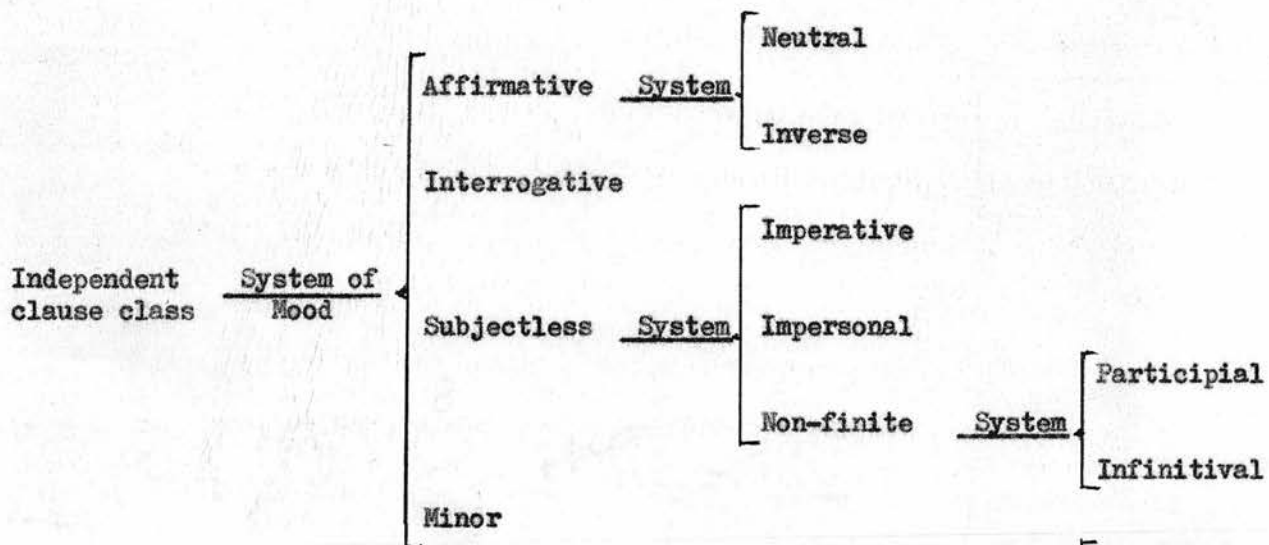 Neutral
Affirmative System
Inverse
Interrogative
Imperative
Independent System of
clause class Mood
Subjectless System Impersonal
Participial
Non-finite System
Infinitival
Minor